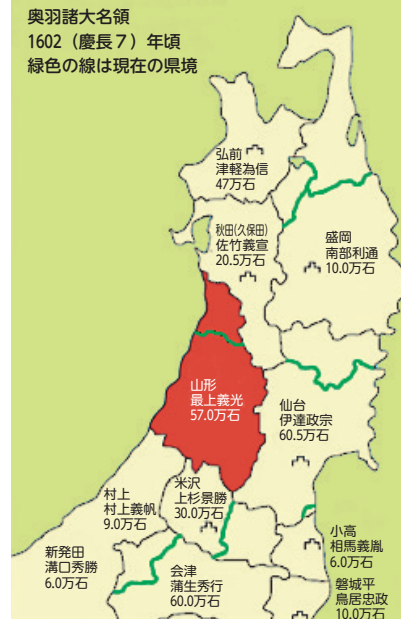 奥羽諸大名領
1602（慶長７）年頃
緑色の線は現在の県境
弘前
津軽為信
47万石
秋田(久保田)
佐竹義宣
20.5万石
盛岡
南部利通
10.0万石
山形
最上義光
57.0万石
仙台
伊達政宗
60.5万石
米沢
上杉景勝
30.0万石
村上
村上義帆
9.0万石
新発田
溝口秀勝
6.0万石
会津
蒲生秀行
60.0万石
小高
相馬義胤
6.0万石
磐城平
鳥居忠政
10.0万石